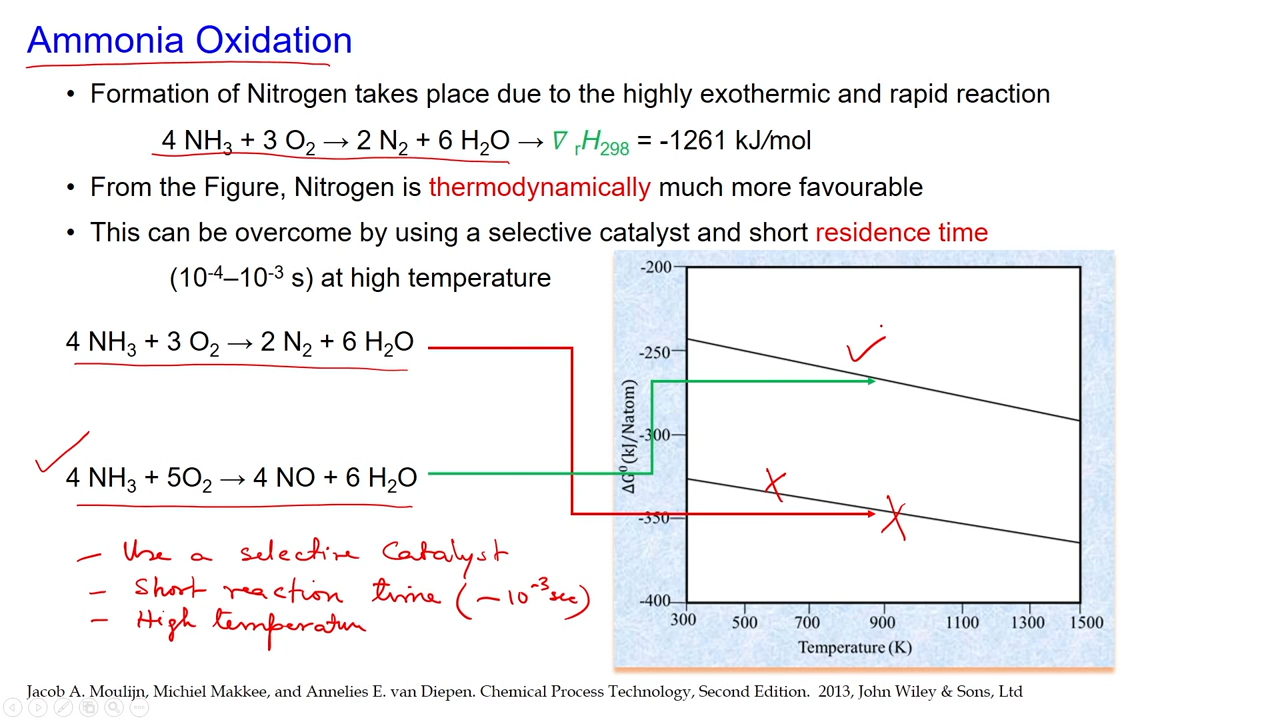 Ammonia Oxidation
• Formation of Nitrogen takes place due to the highly exothermic and rapid reaction
4 NH₃ + 3 O₂ → 2 N₂ + 6 H₂O → ∇ ᵣH₂₉₈ = -1261 kJ/mol
• From the Figure, Nitrogen is thermodynamically much more favourable
• This can be overcome by using a selective catalyst and short residence time
(10⁻⁴–10⁻³ s) at high temperature
4 NH₃ + 3 O₂ → 2 N₂ + 6 H₂O
4 NH₃ + 5O₂ → 4 NO + 6 H₂O
- Use a selective Catalyst
- Short reaction time (~10⁻³ sec)
- High temperatur
ΔG⁰ (kJ/Natom)
-200
-250
-300
-350
-400
300 500 700 900 1100 1300 1500
Temperature (K)
Jacob A. Moulijn, Michiel Makkee, and Annelies E. van Diepen. Chemical Process Technology, Second Edition. 2013, John Wiley & Sons, Ltd